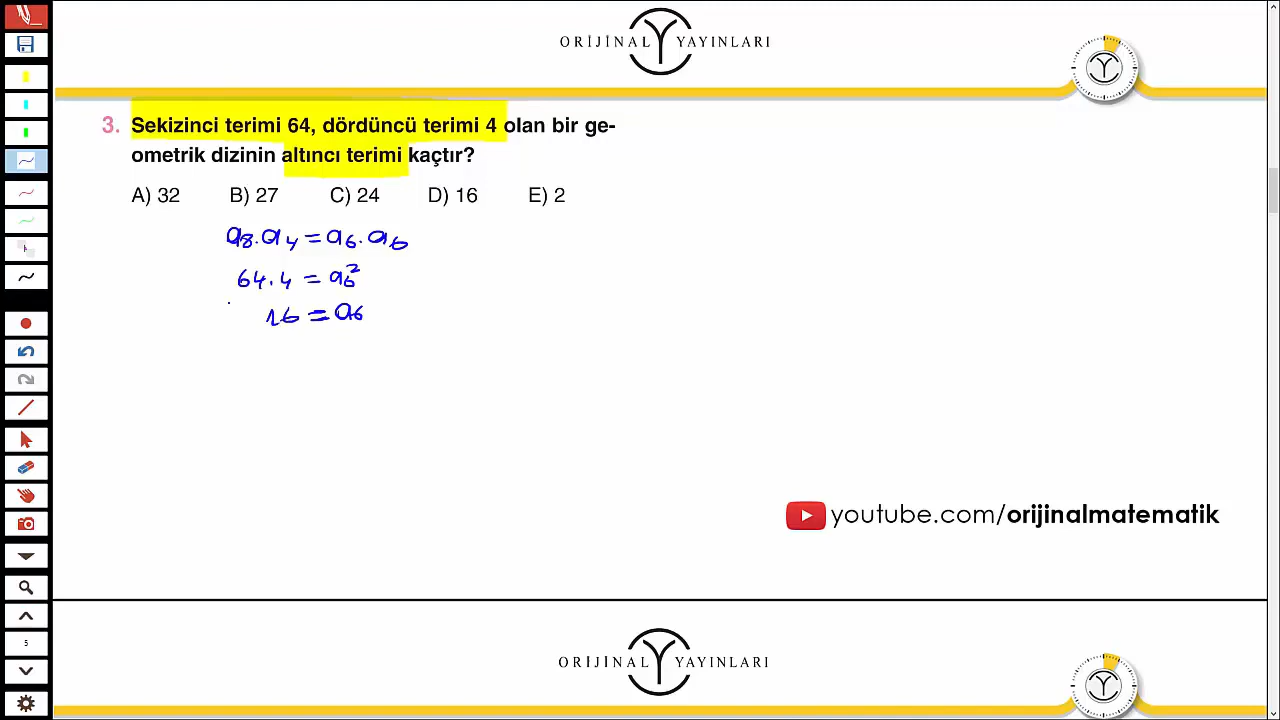 ORİJİNAL YAYINLARI
3. Sekizinci terimi 64, dördüncü terimi 4 olan bir ge-
ometrik dizinin altıncı terimi kaçtır?
A) 32 B) 27 C) 24 D) 16 E) 2
a₈.a₄ = a₆.a₆
64.4 = a₆²
16 = a₆
youtube.com/orijinalmatematik
5
ORİJİNAL YAYINLARI